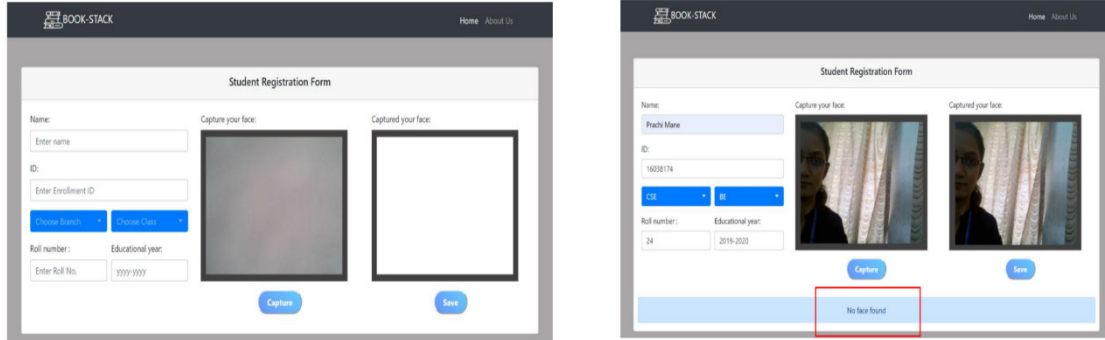 BOOK-STACK
Home About Us
Student Registration Form
Name: Capture your face: Captured your face:
Enter name
ID:
Enter Enrollment ID
Choose Branch Choose Class
Roll number: Educational year:
Enter Roll No. yyyy-yyyy
Capture Save
BOOK-STACK
Home About Us
Student Registration Form
Name: Capture your face: Captured your face:
Prachi Mane
ID:
16058174
CSE BE
Roll number: Educational year:
24 2019-2020
Capture Save
No face found